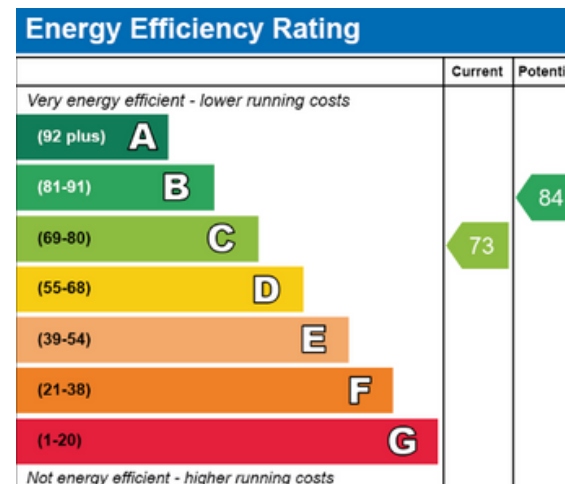 Energy Efficiency Rating
Current Potenti
Very energy efficient - lower running costs
(92 plus) A
(81-91) B
84
(69-80) C
73
(55-68) D
(39-54) E
(21-38) F
(1-20) G
Not energy efficient - higher running costs